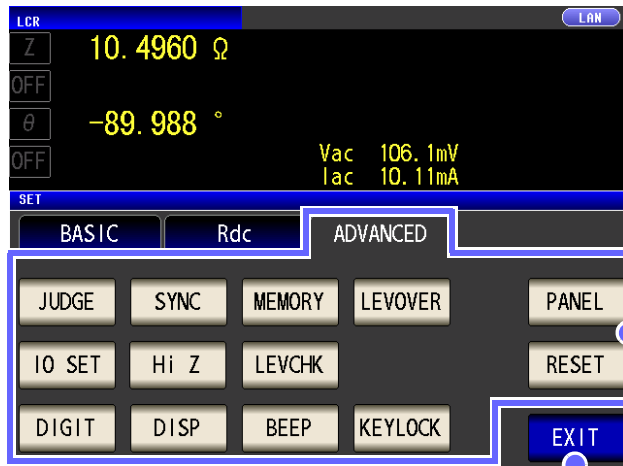 LCR LAN
Z 10.4960 Ω
OFF
θ -89.988 °
OFF Vac 106.1mV
Iac 10.11mA
SET
BASIC Rdc ADVANCED
JUDGE SYNC MEMORY LEVOVER PANEL
IO SET Hi Z LEVCHK RESET
DIGIT DISP BEEP KEYLOCK EXIT